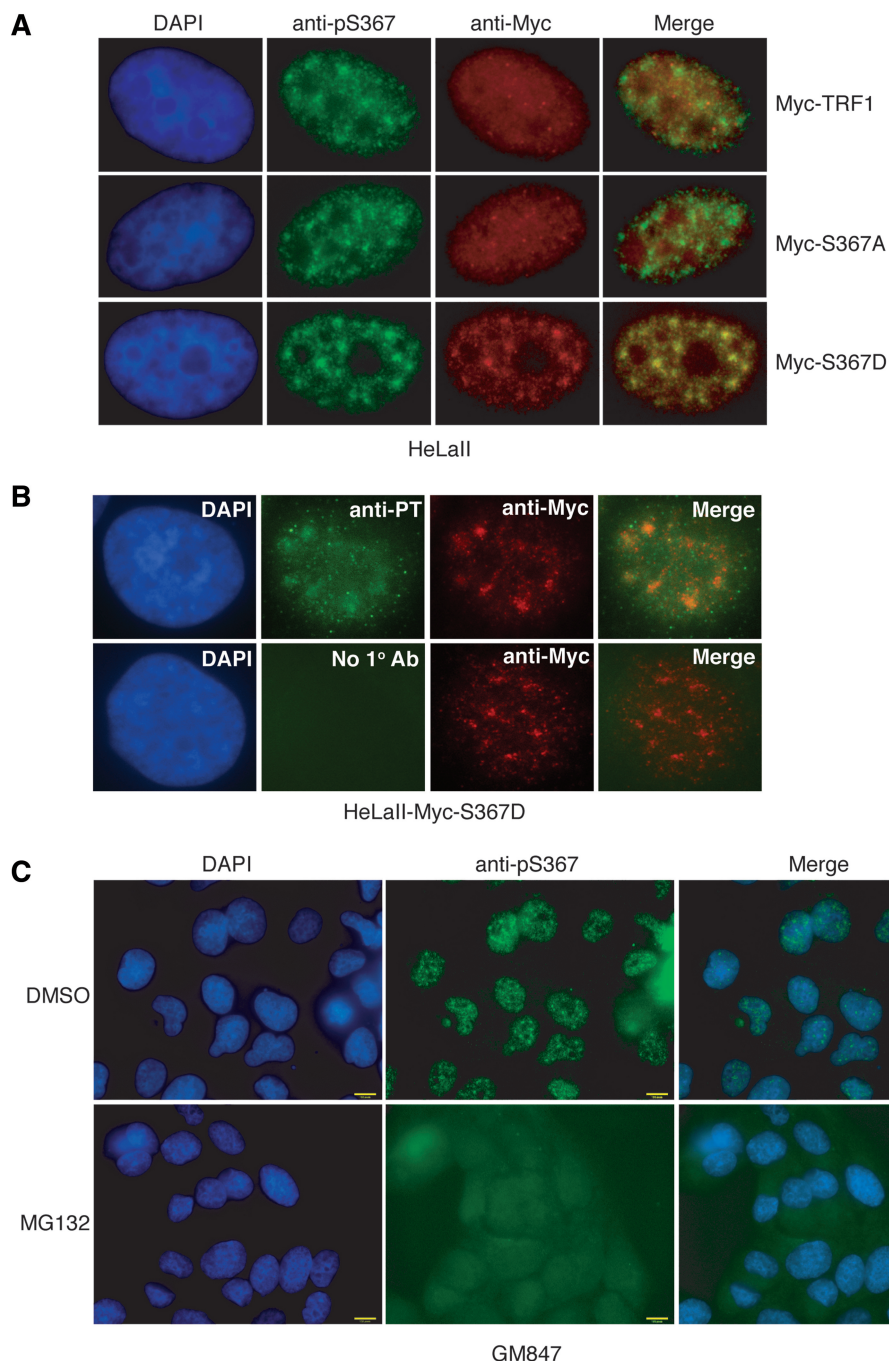 A
DAPI
anti-pS367
anti-Myc
Merge
Myc-TRF1
Myc-S367A
Myc-S367D
HeLaII
B
DAPI
anti-PT
anti-Myc
Merge
DAPI
No 1º Ab
anti-Myc
Merge
HeLaII-Myc-S367D
C
DAPI
anti-pS367
Merge
DMSO
MG132
GM847